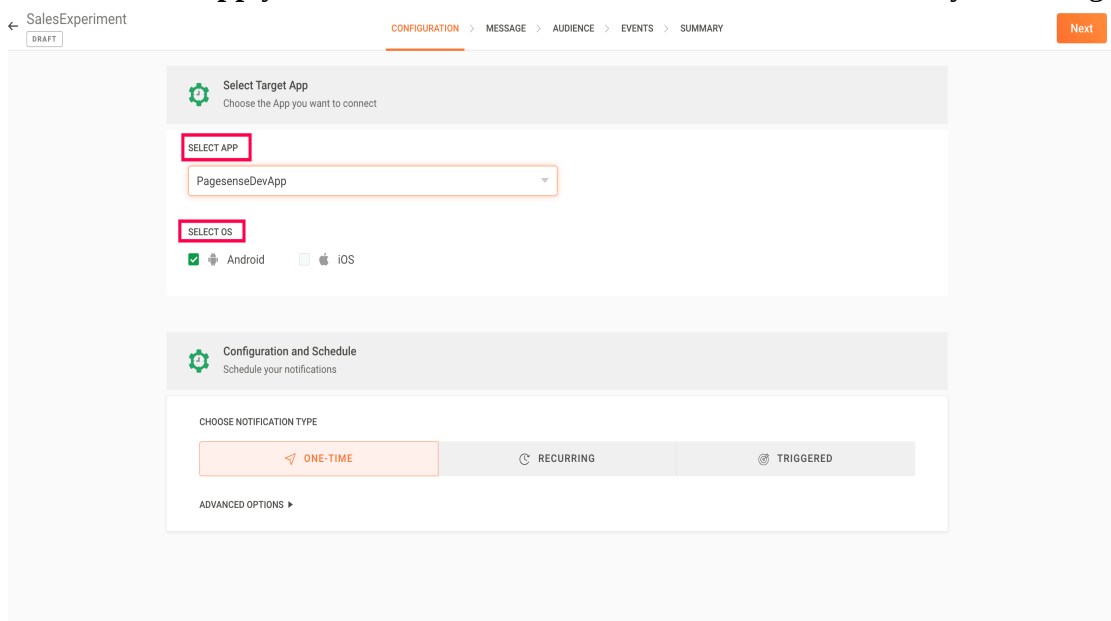 SalesExperiment
DRAFT
CONFIGURATION > MESSAGE > AUDIENCE > EVENTS > SUMMARY
Next
Select Target App
Choose the App you want to connect
SELECT APP
PagesenseDevApp
SELECT OS
Android iOS
Configuration and Schedule
Schedule your notifications
CHOOSE NOTIFICATION TYPE
ONE-TIME RECURRING TRIGGERED
ADVANCED OPTIONS